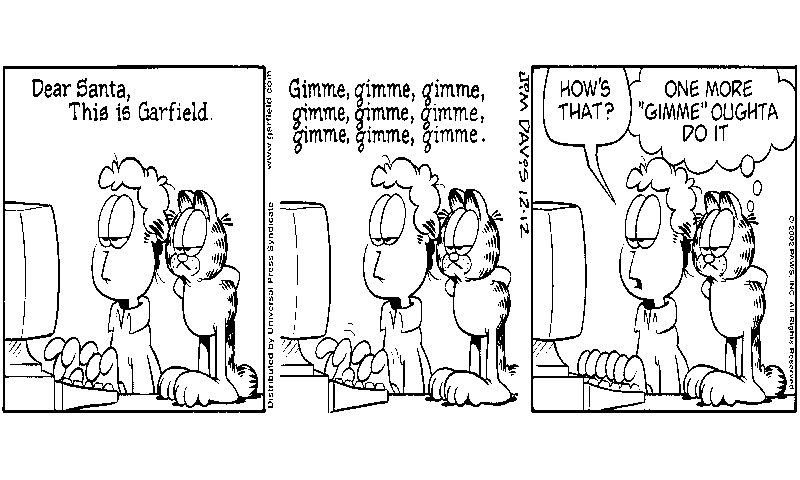 Dear Santa,
This is Garfield.
www.garfield.com
Distributed by Universal Press Syndicate
Gimme, gimme, gimme,
gimme, gimme, gimme,
gimme, gimme, gimme.
JIM DAVIS 12·12
HOW'S
THAT?
ONE MORE
"GIMME" OUGHTA
DO IT
© 2002 PAWS, INC. All Rights Reserved